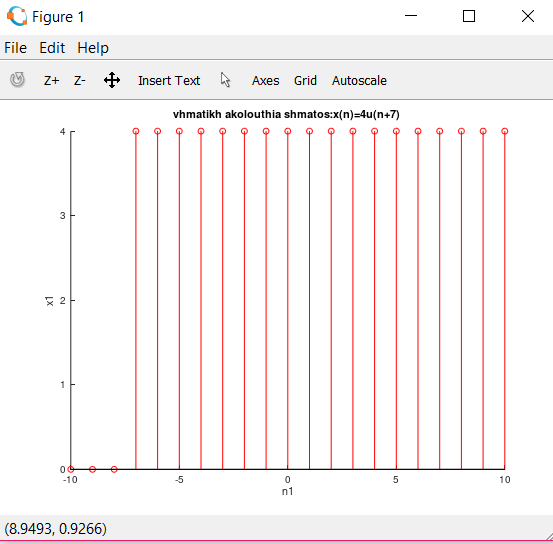 Figure 1
File Edit Help
Z+ Z- Insert Text Axes Grid Autoscale
vhmatikh akolouthia shmatos:x(n)=4u(n+7)
4
3
x1
2
1
0
-10 -5 0 5 10
n1
(8.9493, 0.9266)